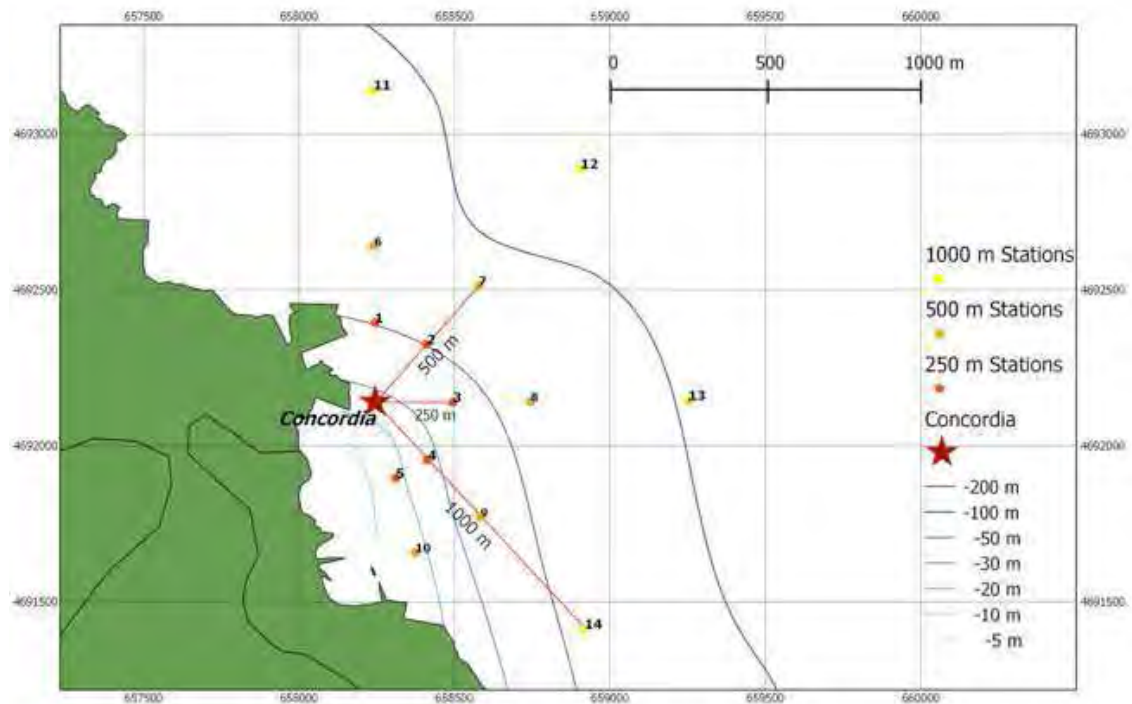 657500 658000 658500 659000 659500 660000
0 500 1000 m
11
4693000 4693000
12
6
1000 m Stations
7
4692500 4692500
500 m Stations
1
2
500 m
250 m Stations
3 8 13
250 m
Concordia
Concordia
4692000 4692000
4
5
-200 m
9
1000 m
-100 m
-50 m
10
-30 m
-20 m
4691500 4691500
-10 m
14
-5 m
657500 658000 658500 659000 659500 660000